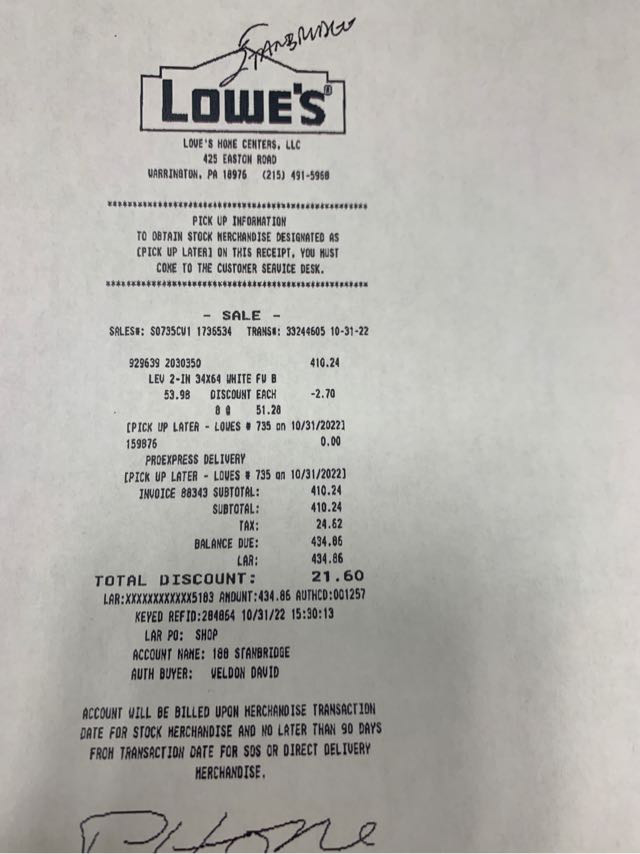 STANBRIDGE
LOWE'S®
LOWE'S HOME CENTERS, LLC
425 EASTON ROAD
WARRINGTON, PA 18976 (215) 491-5960
**************************************************
PICK UP INFORMATION
TO OBTAIN STOCK MERCHANDISE DESIGNATED AS
[PICK UP LATER] ON THIS RECEIPT, YOU MUST
COME TO THE CUSTOMER SERVICE DESK.
**************************************************
- SALE -
SALES#: S0735CW1 1736534 TRANS#: 33244605 10-31-22
929639 2030350 410.24
LEV 2-IN 34X64 WHITE FW B
53.98 DISCOUNT EACH -2.70
8 @ 51.28
[PICK UP LATER - LOWES # 735 on 10/31/2022]
159876 0.00
PROEXPRESS DELIVERY
[PICK UP LATER - LOWES # 735 on 10/31/2022]
INVOICE 88343 SUBTOTAL: 410.24
SUBTOTAL: 410.24
TAX: 24.62
BALANCE DUE: 434.86
LAR: 434.86
TOTAL DISCOUNT: 21.60
LAR:XXXXXXXXXXXX5183 AMOUNT:434.86 AUTHCD:001257
KEYED REFID:284864 10/31/22 15:30:13
LAR PO: SHOP
ACCOUNT NAME: 188 STANBRIDGE
AUTH BUYER: WELDON DAVID
ACCOUNT WILL BE BILLED UPON MERCHANDISE TRANSACTION
DATE FOR STOCK MERCHANDISE AND NO LATER THAN 90 DAYS
FROM TRANSACTION DATE FOR SOS OR DIRECT DELIVERY
MERCHANDISE.
Phone